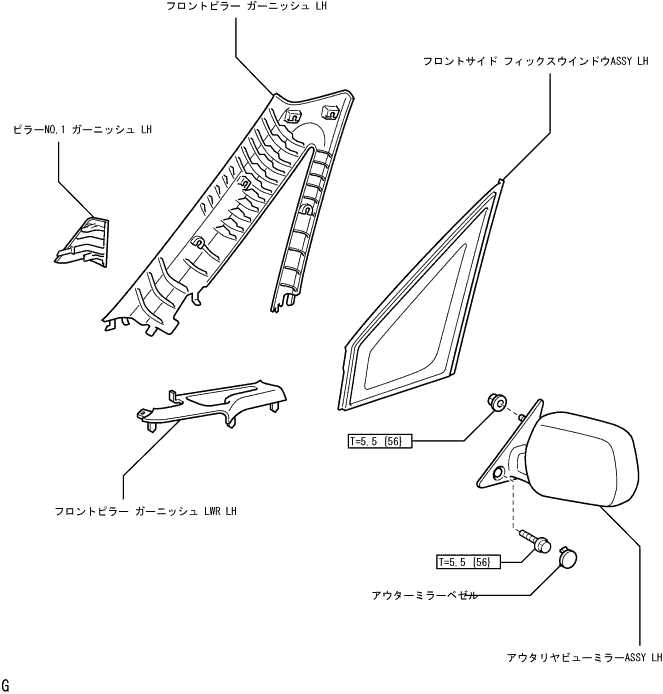 フロントピラー ガーニッシュ LH
フロントサイド フィックスウインドウASSY LH
ピラーNO.1 ガーニッシュ LH
T=5.5 {56}
フロントピラー ガーニッシュ LWR LH
T=5.5 {56}
アウターミラーベゼル
アウタリヤビューミラーASSY LH
G